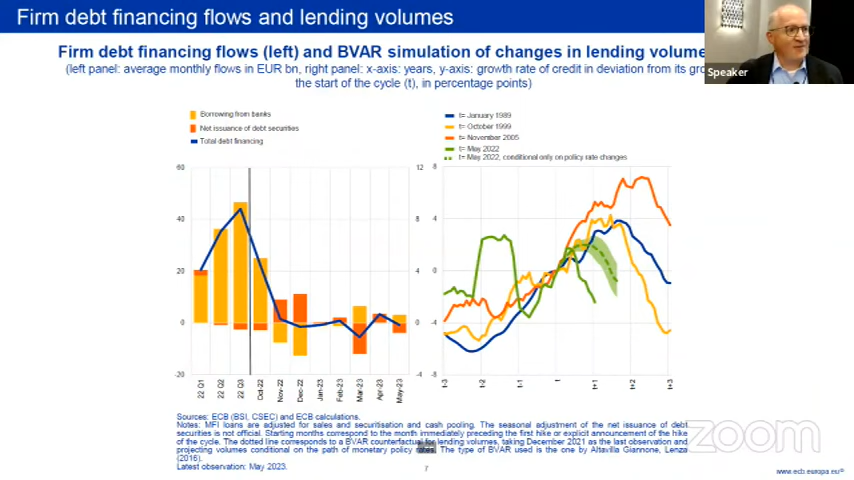 Firm debt financing flows and lending volumes
Firm debt financing flows (left) and BVAR simulation of changes in lending volume
(left panel: average monthly flows in EUR bn, right panel: x-axis: years, y-axis: growth rate of credit in deviation from its
the start of the cycle (t), in percentage points)
Speaker
Borrowing from banks
Net issuance of debt securities
Total debt financing
t= January 1989
t= October 1999
t= November 2005
t= May 2022
t= May 2022, conditional only on policy rate changes
60
40
20
0
-20
12
8
4
0
-4
22 Q1
22 Q2
22 Q3
Oct-22
Nov-22
Dec-22
Jan-23
Feb-23
Mar-23
Apr-23
May-23
8
4
0
-4
-8
t-3
t-2
t-1
t
t+1
t+2
t+3
Sources: ECB (BSI, CSEC) and ECB calculations.
Notes: MFI loans are adjusted for sales and securitisation and cash pooling. The seasonal adjustment of the net issuance of debt
securities is not official. Starting months correspond to the month immediately preceding the first hike or explicit announcement of the hike
of the cycle. The dotted line corresponds to a BVAR counterfactual for lending volumes, taking December 2021 as the last observation and
projecting volumes conditional on the path of monetary policy rates. The type of BVAR used is the one by Altavilla Giannone, Lenza
(2016).
Latest observation: May 2023.
7
zoom
www.ecb.europa.eu©